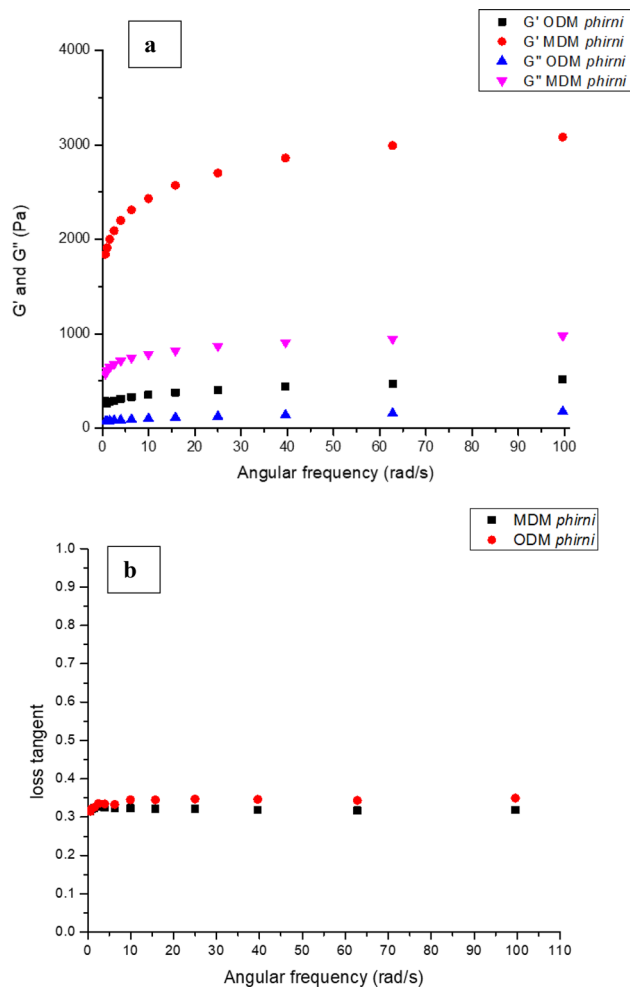 a
G' ODM phirni
G' MDM phirni
G" ODM phirni
G" MDM phirni
4000
3000
2000
1000
0
G' and G" (Pa)
0 10 20 30 40 50 60 70 80 90 100
Angular frequency (rad/s)
MDM phirni
ODM phirni
b
1.0
0.9
0.8
0.7
0.6
0.5
0.4
0.3
0.2
0.1
0.0
loss tangent
0 10 20 30 40 50 60 70 80 90 100 110
Angular frequency (rad/s)